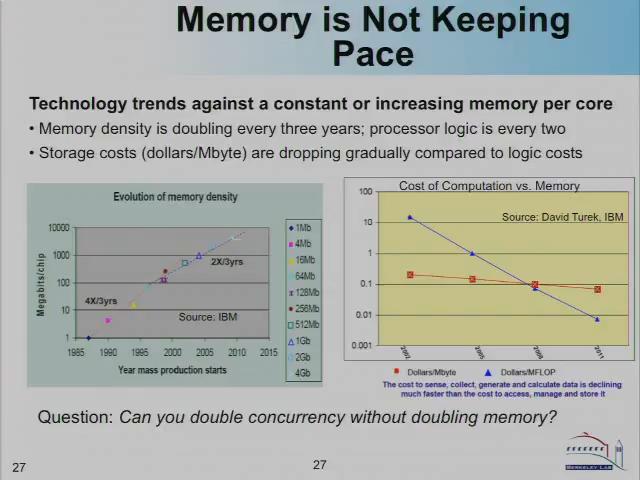 Memory is Not Keeping
Pace
Technology trends against a constant or increasing memory per core
• Memory density is doubling every three years; processor logic is every two
• Storage costs (dollars/Mbyte) are dropping gradually compared to logic costs
Evolution of memory density
Megabits/chip
10000
1000
100
10
1
4X/3yrs
2X/3yrs
Source: IBM
1985 1990 1995 2000 2005 2010 2015
Year mass production starts
1Mb
4Mb
16Mb
64Mb
128Mb
256Mb
512Mb
1Gb
2Gb
4Gb
Cost of Computation vs. Memory
Source: David Turek, IBM
100
10
1
0.1
0.01
0.001
2002 2005 2008 2011
Dollars/Mbyte Dollars/MFLOP
The cost to sense, collect, generate and calculate data is declining
much faster than the cost to access, manage and store it
Question: Can you double concurrency without doubling memory?
BERKELEY LAB
27
27